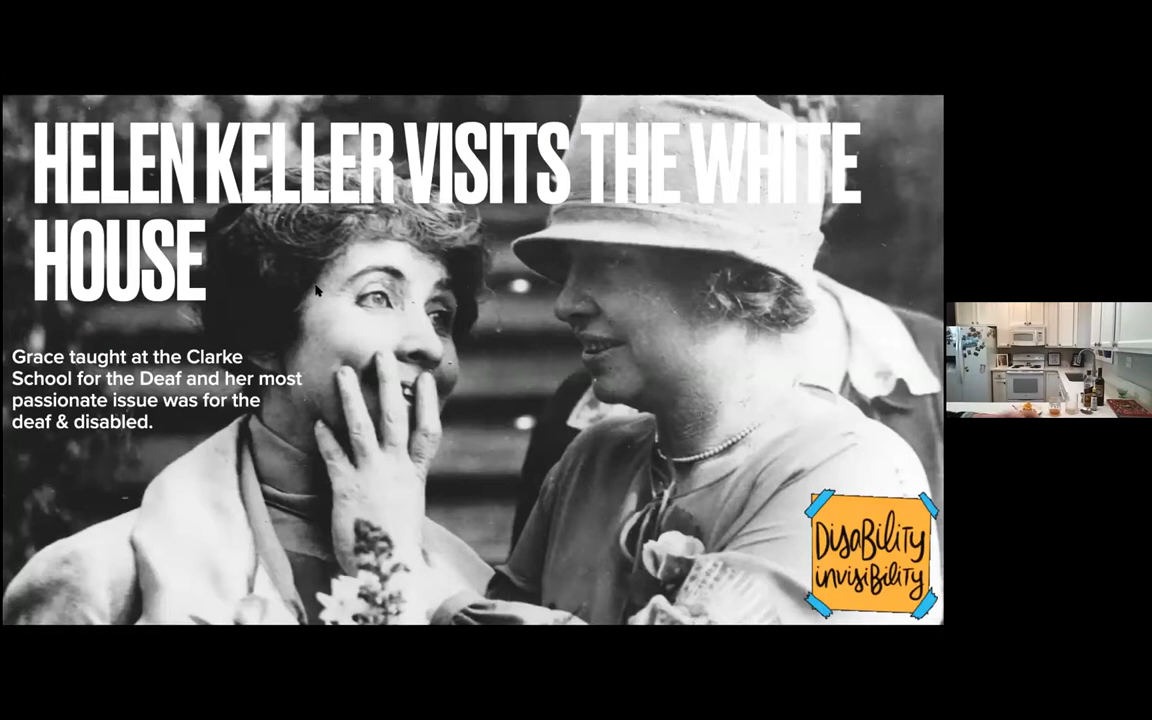 HELEN KELLER VISITS THE WHITE
HOUSE
Grace taught at the Clarke
School for the Deaf and her most
passionate issue was for the
deaf & disabled.
DisaBiLity
invisiBiLity